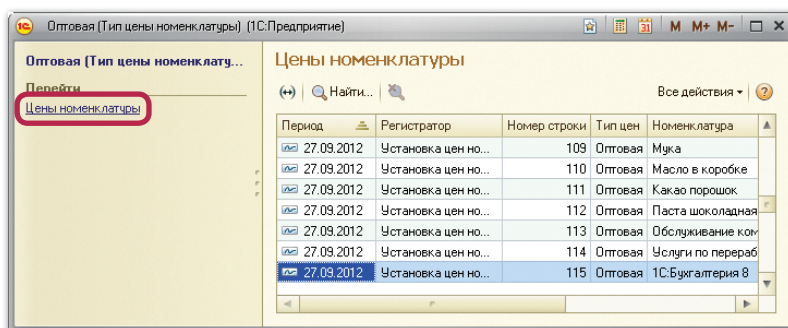 Оптовая (Тип цены номенклатуры) (1С:Предприятие)
31 M M+ M-
Оптовая (Тип цены номенклату...
Перейти
Цены номенклатуры
Цены номенклатуры
Найти... Все действия
Период Регистратор Номер строки Тип цен Номенклатура
27.09.2012 Установка цен но... 109 Оптовая Мука
27.09.2012 Установка цен но... 110 Оптовая Масло в коробке
27.09.2012 Установка цен но... 111 Оптовая Какао порошок
27.09.2012 Установка цен но... 112 Оптовая Паста шоколадная
27.09.2012 Установка цен но... 113 Оптовая Обслуживание ком
27.09.2012 Установка цен но... 114 Оптовая Услуги по перераб
27.09.2012 Установка цен но... 115 Оптовая 1С:Бухгалтерия 8